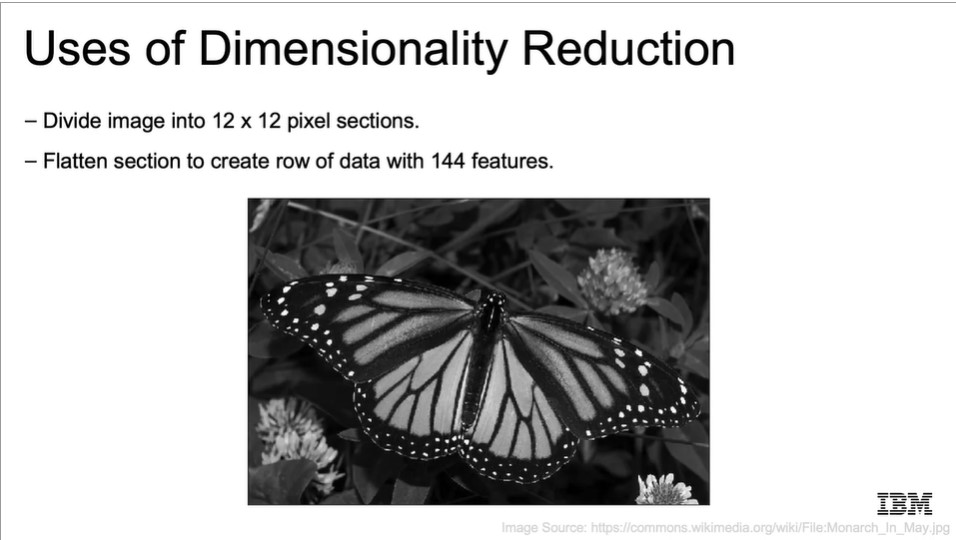 Uses of Dimensionality Reduction
– Divide image into 12 x 12 pixel sections.
– Flatten section to create row of data with 144 features.
IBM
Image Source: https://commons.wikimedia.org/wiki/File:Monarch_In_May.jpg